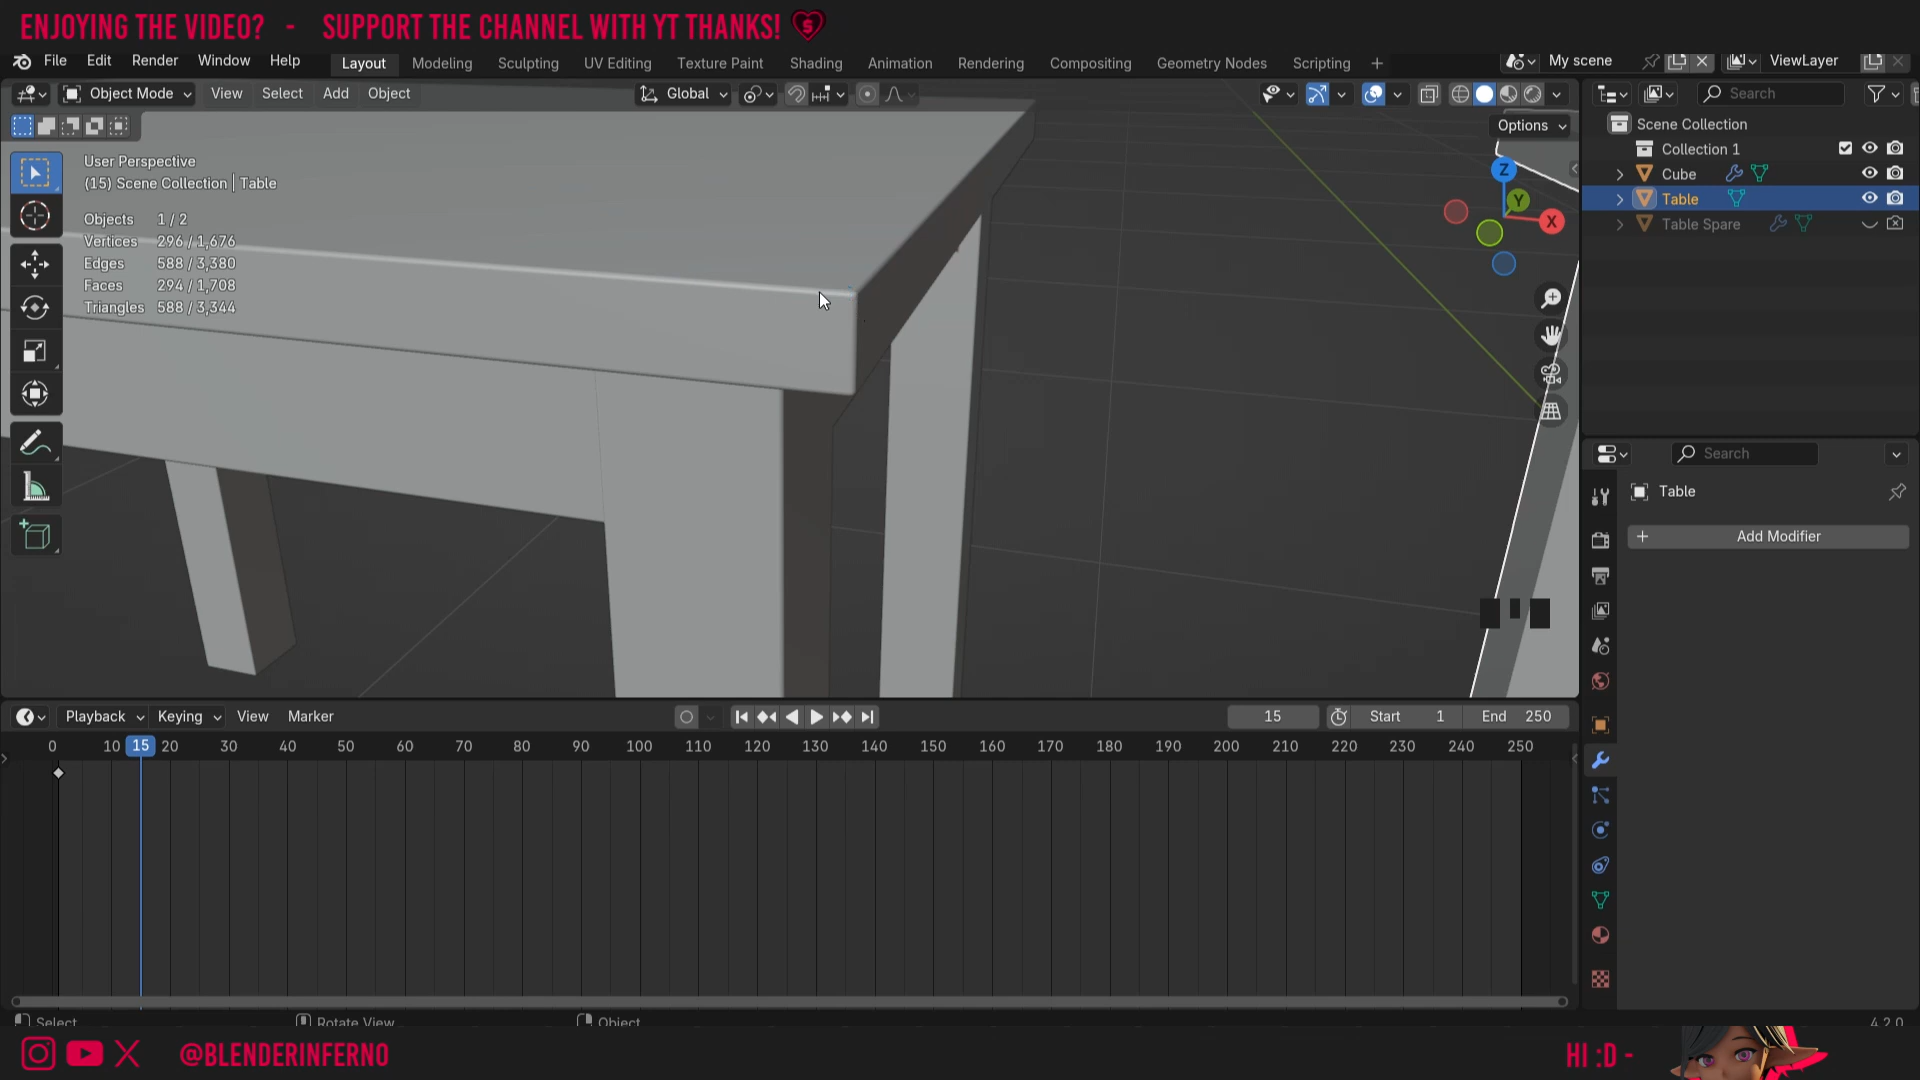 ENJOYING THE VIDEO? - SUPPORT THE CHANNEL WITH YT THANKS!
File Edit Render Window Help Layout Modeling Sculpting UV Editing Texture Paint Shading Animation Rendering Compositing Geometry Nodes Scripting + My scene ViewLayer
Object Mode View Select Add Object Global Search
Options
User Perspective
(15) Scene Collection | Table
Objects 1 / 2
Vertices 296 / 1,676
Edges 588 / 3,380
Faces 294 / 1,708
Triangles 588 / 3,344
Z
Y
X
Scene Collection
Collection 1
Cube
Table
Table Spare
Search
Table
+ Add Modifier
Playback Keying View Marker 15 Start 1 End 250
0 10 15 20 30 40 50 60 70 80 90 100 110 120 130 140 150 160 170 180 190 200 210 220 230 240 250
Select Rotate View Object 4.2.0
@BLENDERINFERNO HI :D -